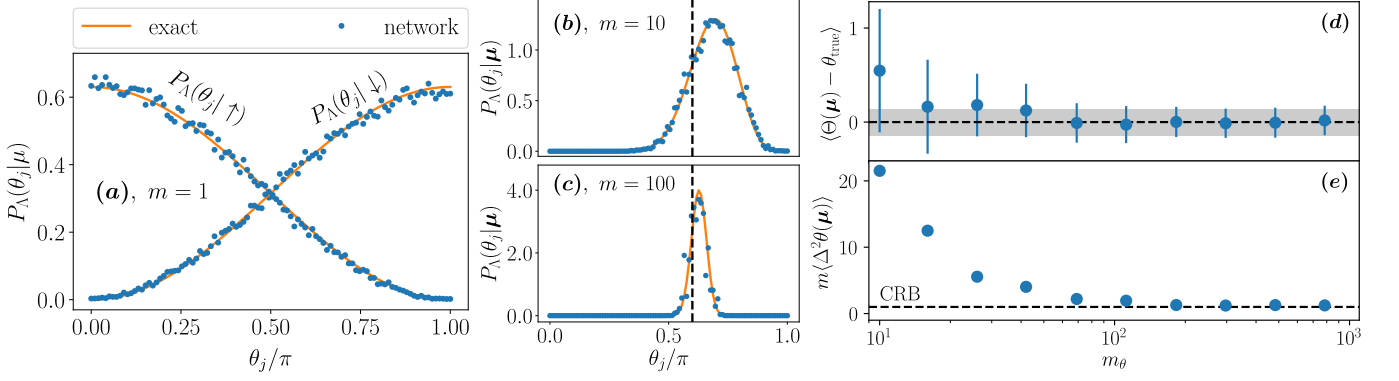 exact
network
P_Λ(θ_j|μ)
0.6
0.4
0.2
0.0
P_Λ(θ_j|↑)
P_Λ(θ_j|↓)
(a), m = 1
0.00
0.25
0.50
0.75
1.00
θ_j/π
P_Λ(θ_j|μ)
(b), m = 10
1.0
0.5
0.0
P_Λ(θ_j|μ)
(c), m = 100
4.0
2.0
0.0
0.0
0.5
1.0
θ_j/π
⟨Θ(μ) − θ_true⟩
(d)
1
0
m⟨Δ²θ(μ)⟩
(e)
20
10
0
CRB
10¹
10²
10³
m_θ